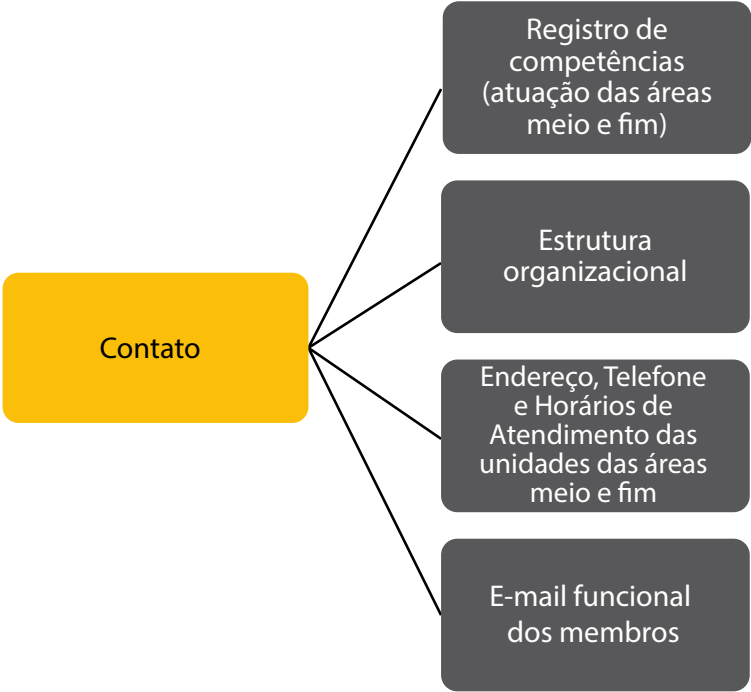 Registro de
competências
(atuação das áreas
meio e fim)
Estrutura
organizacional
Contato
Endereço, Telefone
e Horários de
Atendimento das
unidades das áreas
meio e fim
E-mail funcional
dos membros